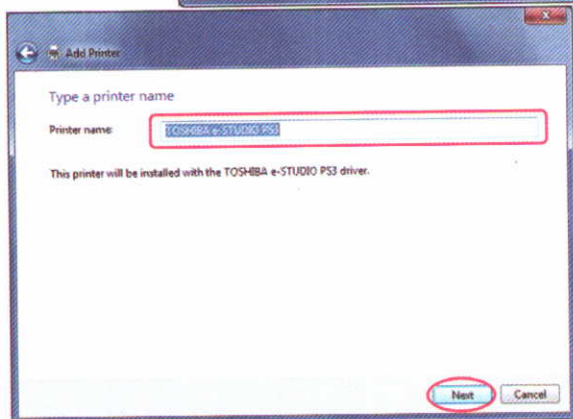 Add Printer
Type a printer name
Printer name:
TOSHIBA e-STUDIO PS3
This printer will be installed with the TOSHIBA e-STUDIO PS3 driver.
Next
Cancel